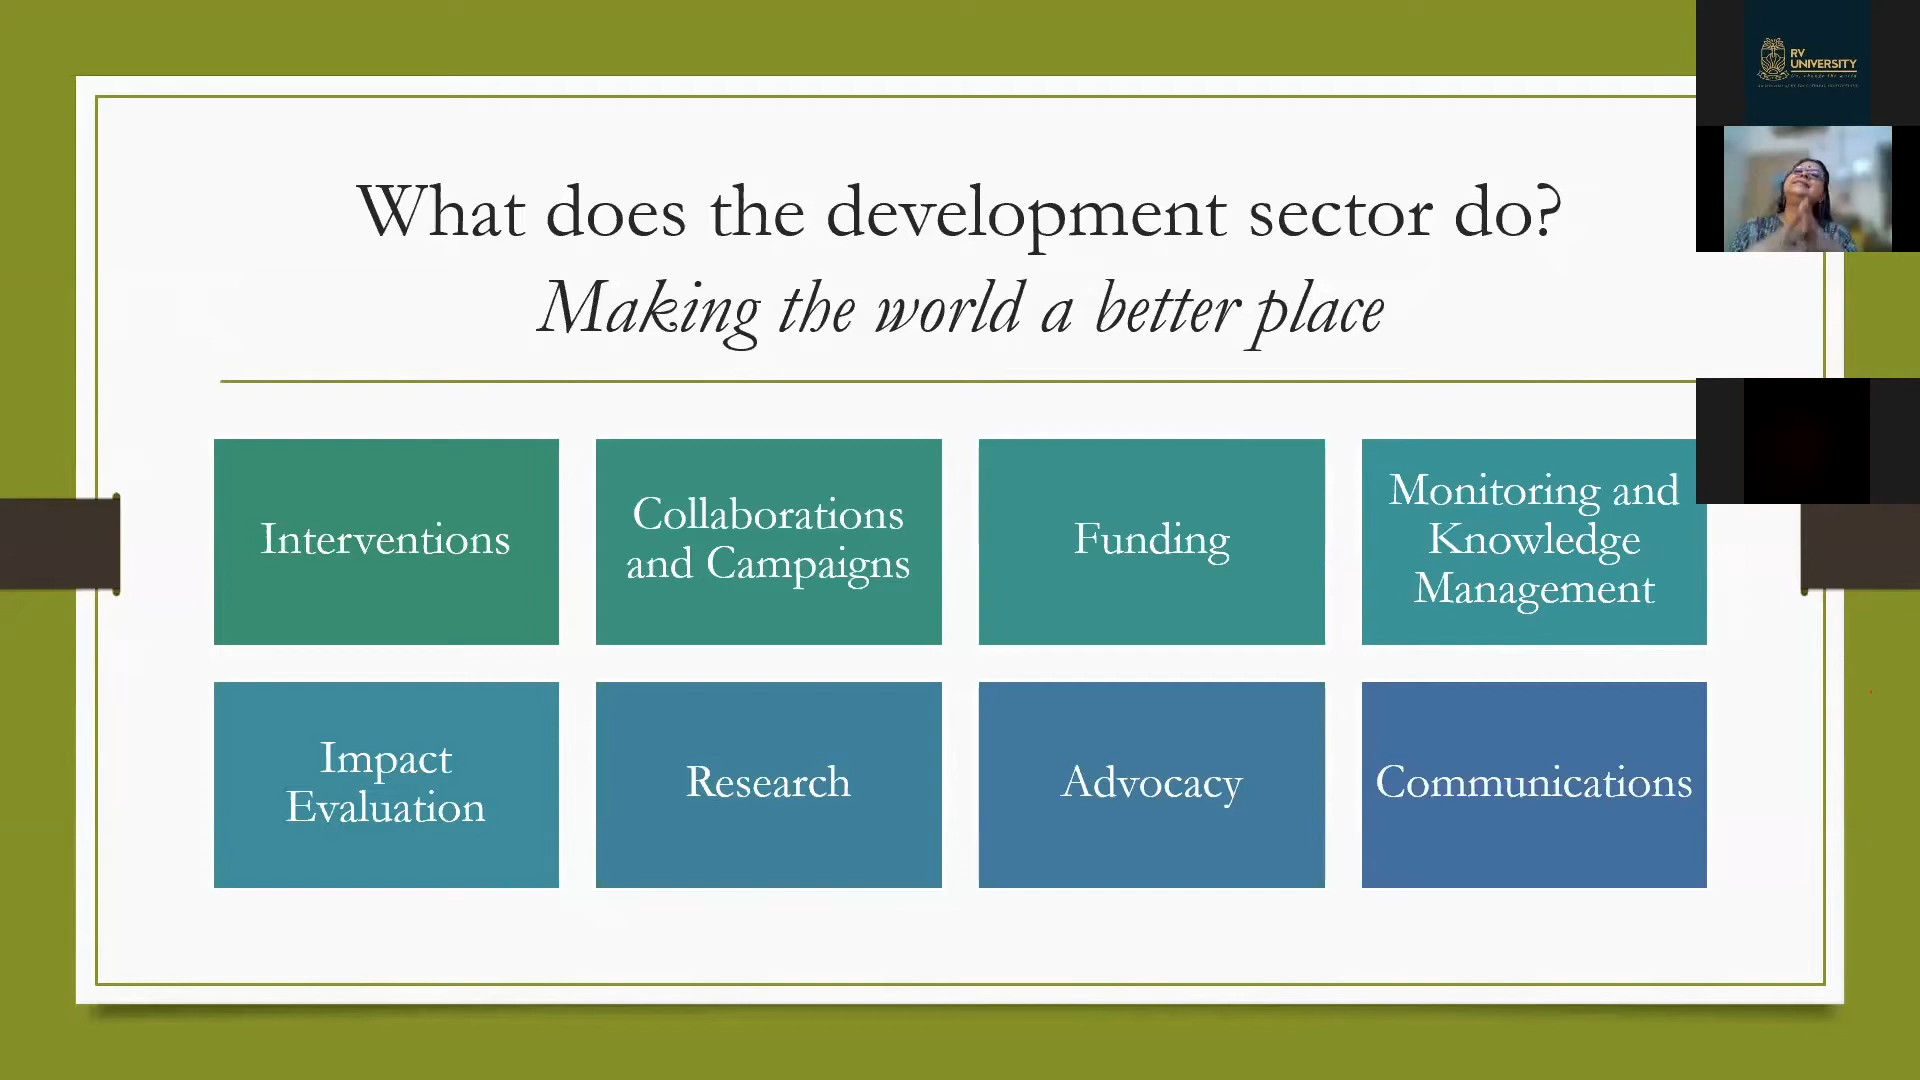 What does the development sector do?
Making the world a better place
Interventions
Collaborations
and Campaigns
Funding
Monitoring and
Knowledge
Management
Impact
Evaluation
Research
Advocacy
Communications
RV
UNIVERSITY